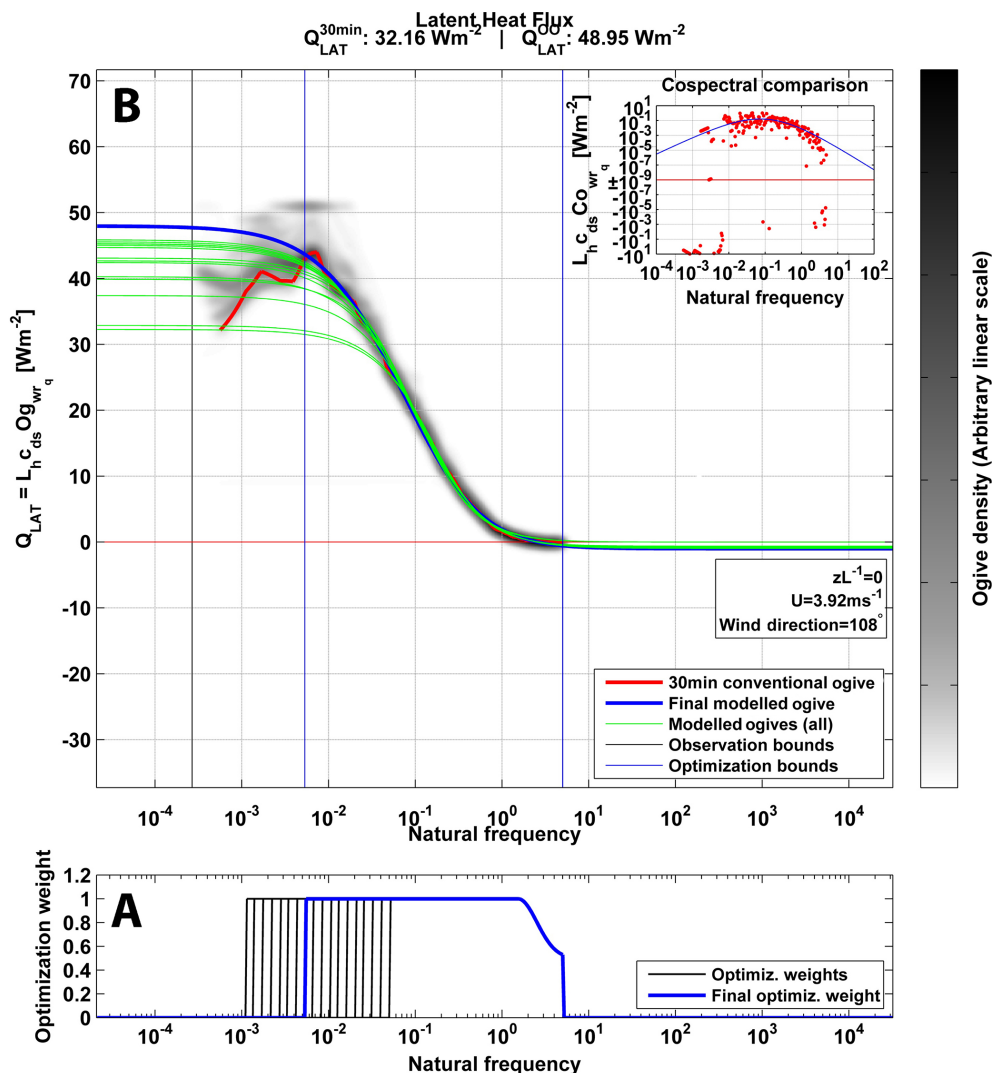 Latent Heat Flux
Q_LAT^30min: 32.16 Wm^-2 | Q_LAT^OO: 48.95 Wm^-2
B
70
60
50
40
30
20
10
0
-10
-20
-30
Q_LAT = L_h c_ds Og_wr_q [Wm^-2]
10^-4 10^-3 10^-2 10^-1 10^0 10^1 10^2 10^3 10^4
Natural frequency
Cospectral comparison
L_h c_ds Co_wr_q [Wm^-2]
10^1
10^-1
10^-3
10^-5
10^-7
10^-9
I+
-10^-9
-10^-7
-10^-5
-10^-3
-10^-1
-10^1
10^-4 10^-2 10^-1 10^0 10^2
Natural frequency
zL^-1=0
U=3.92ms^-1
Wind direction=108°
30min conventional ogive
Final modelled ogive
Modelled ogives (all)
Observation bounds
Optimization bounds
Ogive density (Arbitrary linear scale)
A
Optimization weight
1.2
1
0.8
0.6
0.4
0.2
0
Optimiz. weights
Final optimiz. weight
10^-4 10^-3 10^-2 10^-1 10^0 10^1 10^2 10^3 10^4
Natural frequency